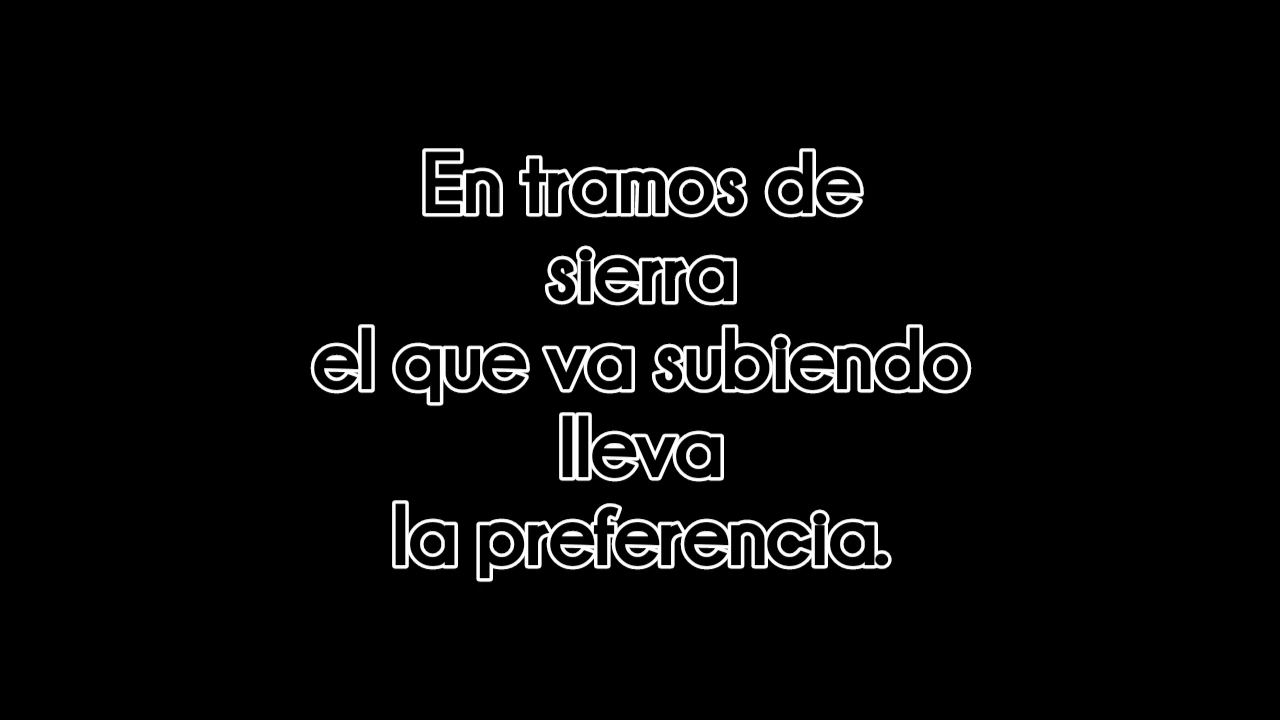 En tramos de
sierra
el que va subiendo
lleva
la preferencia.